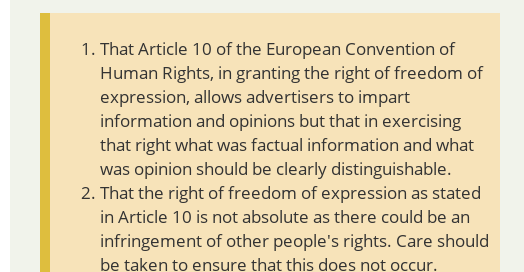 1. That Article 10 of the European Convention of
Human Rights, in granting the right of freedom of
expression, allows advertisers to impart
information and opinions but that in exercising
that right what was factual information and what
was opinion should be clearly distinguishable.
2. That the right of freedom of expression as stated
in Article 10 is not absolute as there could be an
infringement of other people's rights. Care should
be taken to ensure that this does not occur.